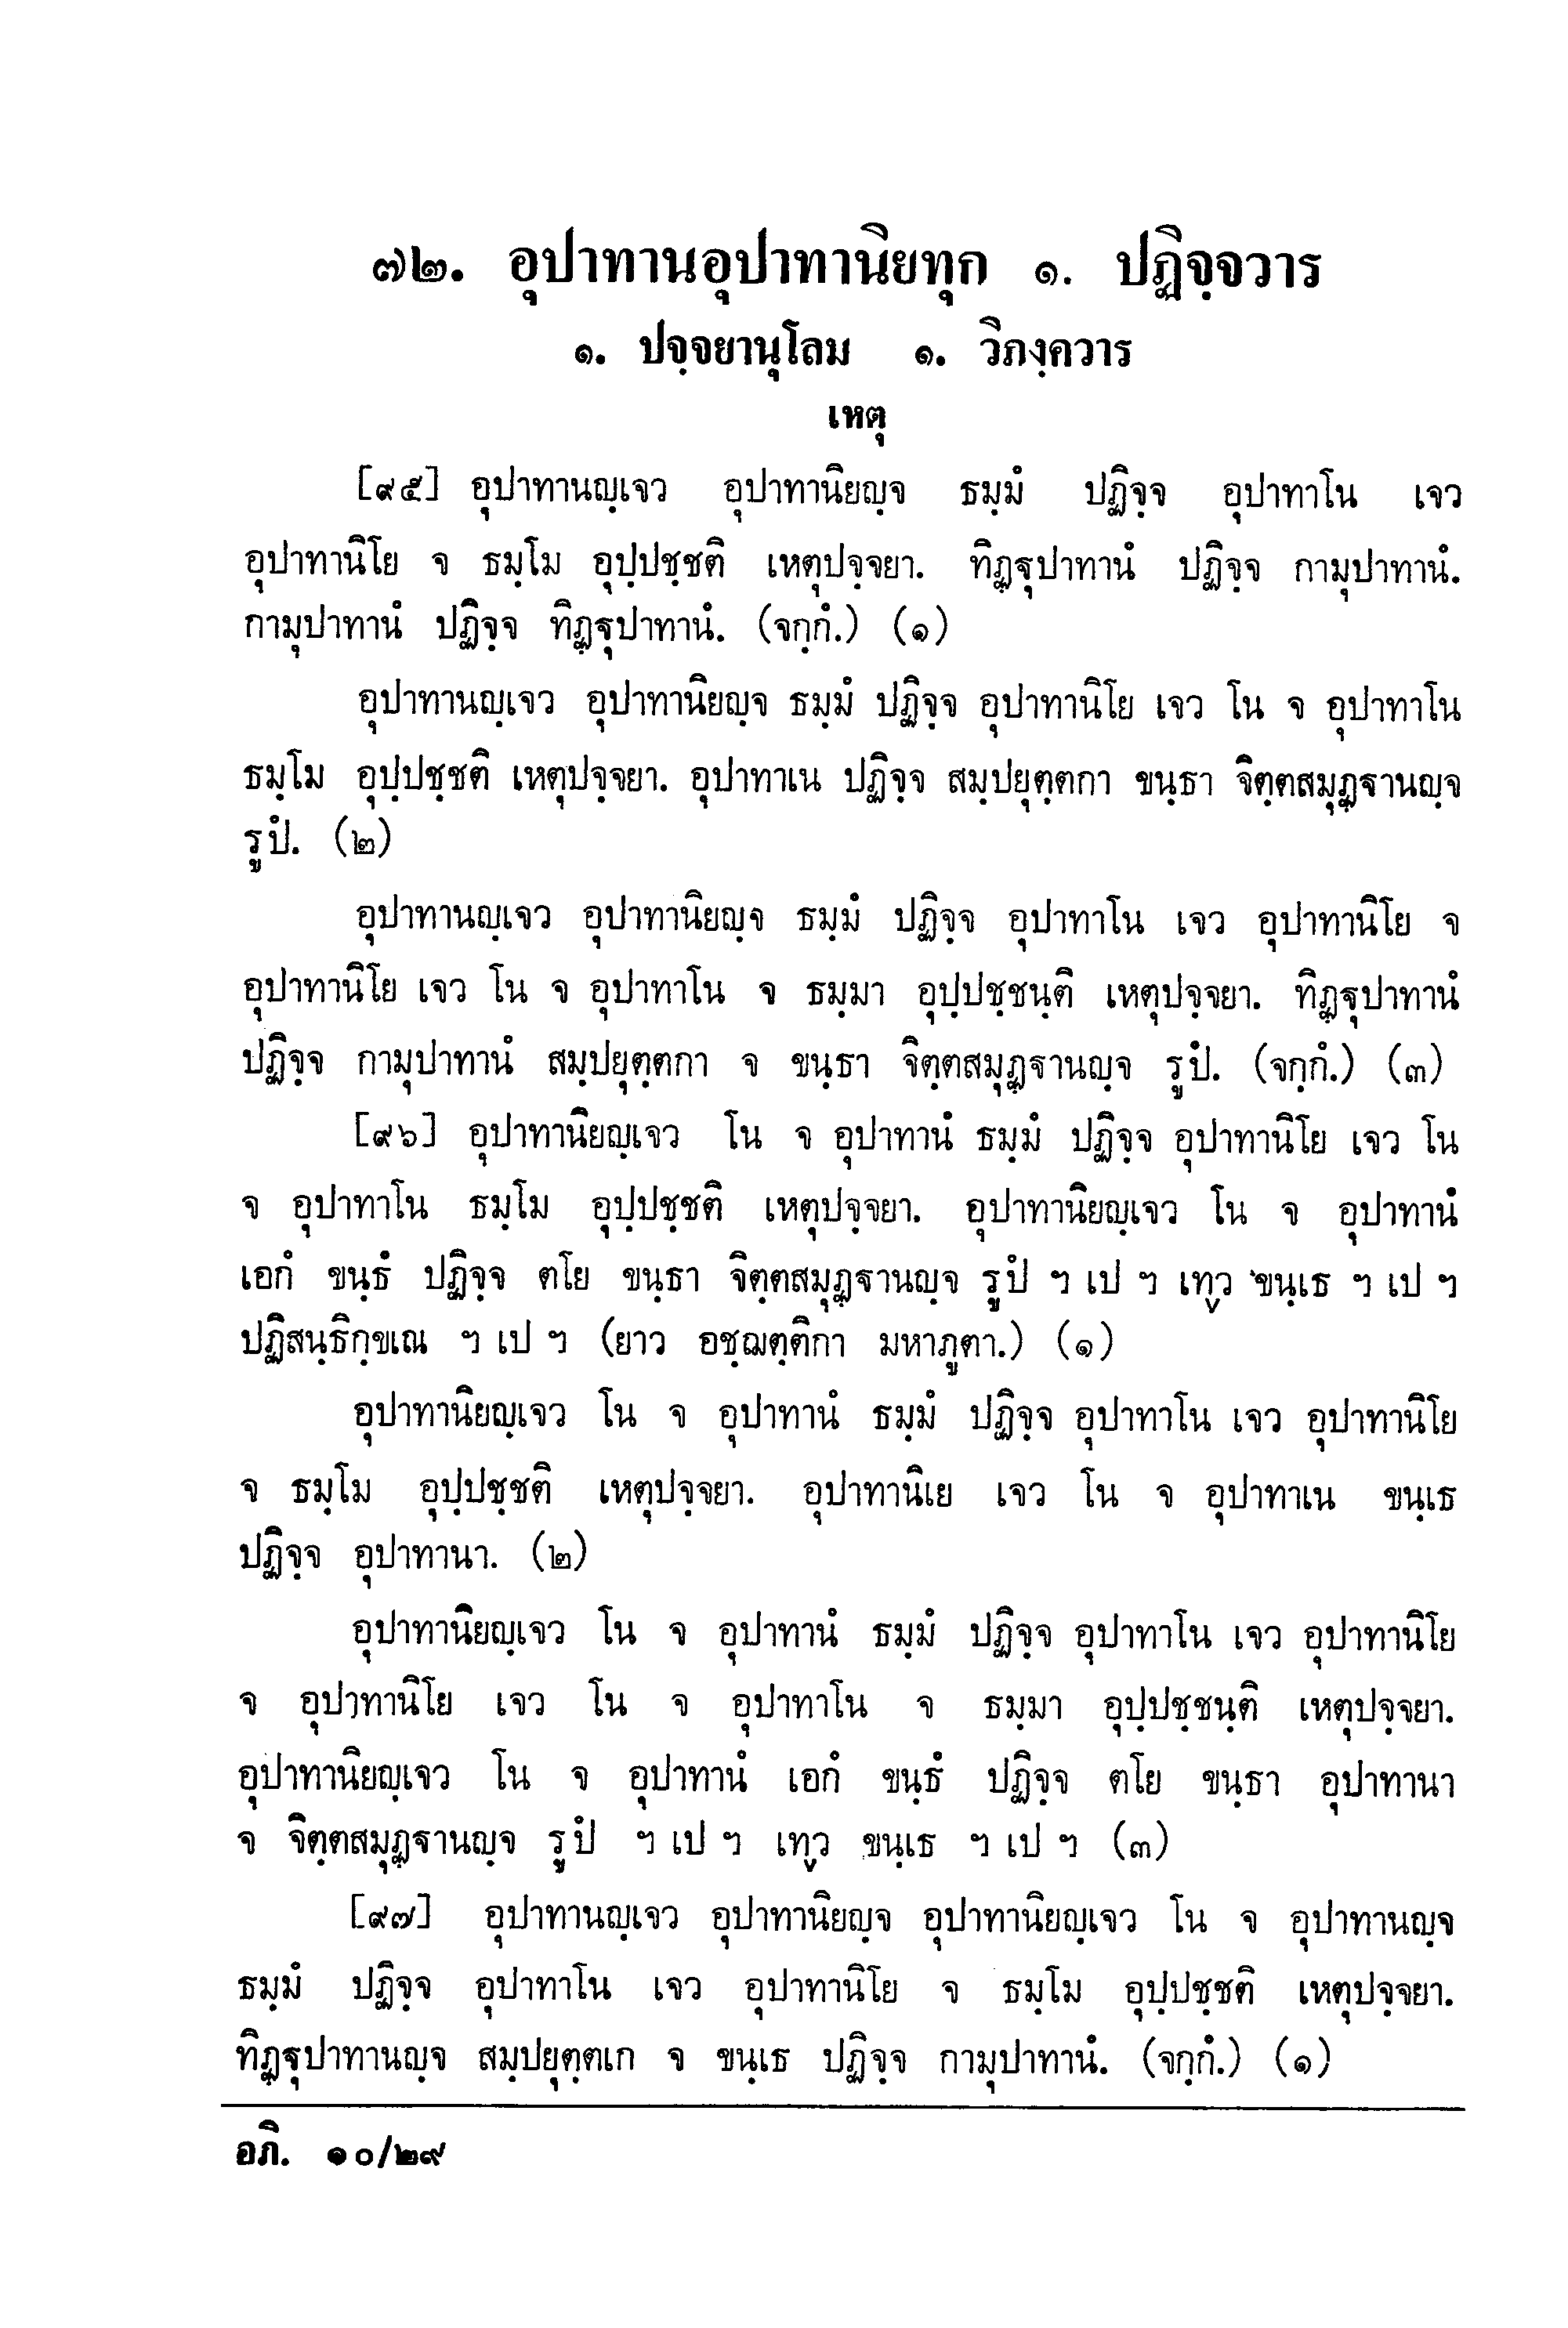 ๗๒. อุปาทานอุปาทานิยทุก ๑. ปฏิจฺจวาร
๑. ปจฺจยานุโลม ๑. วิภงฺควาร
เหตุ
[๙๕] อุปาทานญฺเจว อุปาทานิยญฺจ ธมฺมํ ปฏิจฺจ อุปาทาโน เจว
อุปาทานิโย จ ธมฺโม อุปฺปชฺชติ เหตุปจฺจยา. ทิฏฺฐุปาทานํ ปฏิจฺจ กามุปาทานํ.
กามุปาทานํ ปฏิจฺจ ทิฏฺฐุปาทานํ. (จกฺกํ.) (๑)
อุปาทานญฺเจว อุปาทานิยญฺจ ธมฺมํ ปฏิจฺจ อุปาทานิโย เจว โน จ อุปาทาโน
ธมฺโม อุปฺปชฺชติ เหตุปจฺจยา. อุปาทาเน ปฏิจฺจ สมฺปยุตฺตกา ขนฺธา จิตฺตสมุฏฺฐานญฺจ
รูปํ. (๒)
อุปาทานญฺเจว อุปาทานิยญฺจ ธมฺมํ ปฏิจฺจ อุปาทาโน เจว อุปาทานิโย จ
อุปาทานิโย เจว โน จ อุปาทาโน จ ธมฺมา อุปฺปชฺชนฺติ เหตุปจฺจยา. ทิฏฺฐุปาทานํ
ปฏิจฺจ กามุปาทานํ สมฺปยุตฺตกา จ ขนฺธา จิตฺตสมุฏฺฐานญฺจ รูปํ. (จกฺกํ.) (๓)
[๙๖] อุปาทานิยญฺเจว โน จ อุปาทานํ ธมฺมํ ปฏิจฺจ อุปาทานิโย เจว โน
จ อุปาทาโน ธมฺโม อุปฺปชฺชติ เหตุปจฺจยา. อุปาทานิยญฺเจว โน จ อุปาทานํ
เอกํ ขนฺธํ ปฏิจฺจ ตโย ขนฺธา จิตฺตสมุฏฺฐานญฺจ รูปํ ฯ เป ฯ เทฺว ขนฺเธ ฯ เป ฯ
ปฏิสนฺธิกฺขเณ ฯ เป ฯ (ยาว อชฺฌตฺติกา มหาภูตา.) (๑)
อุปาทานิยญฺเจว โน จ อุปาทานํ ธมฺมํ ปฏิจฺจ อุปาทาโน เจว อุปาทานิโย
จ ธมฺโม อุปฺปชฺชติ เหตุปจฺจยา. อุปาทานิเย เจว โน จ อุปาทาเน ขนฺเธ
ปฏิจฺจ อุปาทานา. (๒)
อุปาทานิยญฺเจว โน จ อุปาทานํ ธมฺมํ ปฏิจฺจ อุปาทาโน เจว อุปาทานิโย
จ อุปาทานิโย เจว โน จ อุปาทาโน จ ธมฺมา อุปฺปชฺชนฺติ เหตุปจฺจยา.
อุปาทานิยญฺเจว โน จ อุปาทานํ เอกํ ขนฺธํ ปฏิจฺจ ตโย ขนฺธา อุปาทานา
จ จิตฺตสมุฏฺฐานญฺจ รูปํ ฯ เป ฯ เทฺว ขนฺเธ ฯ เป ฯ (๓)
[๙๗] อุปาทานญฺเจว อุปาทานิยญฺจ อุปาทานิยญฺเจว โน จ อุปาทานญฺจ
ธมฺมํ ปฏิจฺจ อุปาทาโน เจว อุปาทานิโย จ ธมฺโม อุปฺปชฺชติ เหตุปจฺจยา.
ทิฏฺฐุปาทานญฺจ สมฺปยุตฺตเก จ ขนฺเธ ปฏิจฺจ กามุปาทานํ. (จกฺกํ.) (๑)
อภิ. ๑๐/๒๙